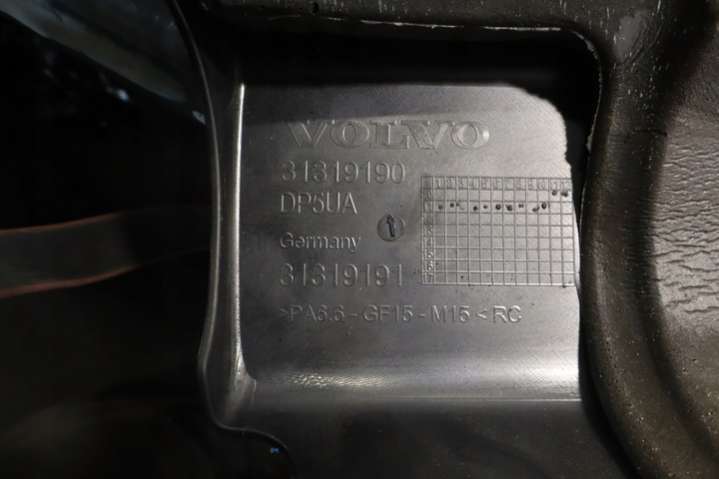 VOLVO
31319190
DP5UA
Germany
31319191
>PA6.6-GF15-M15<RC